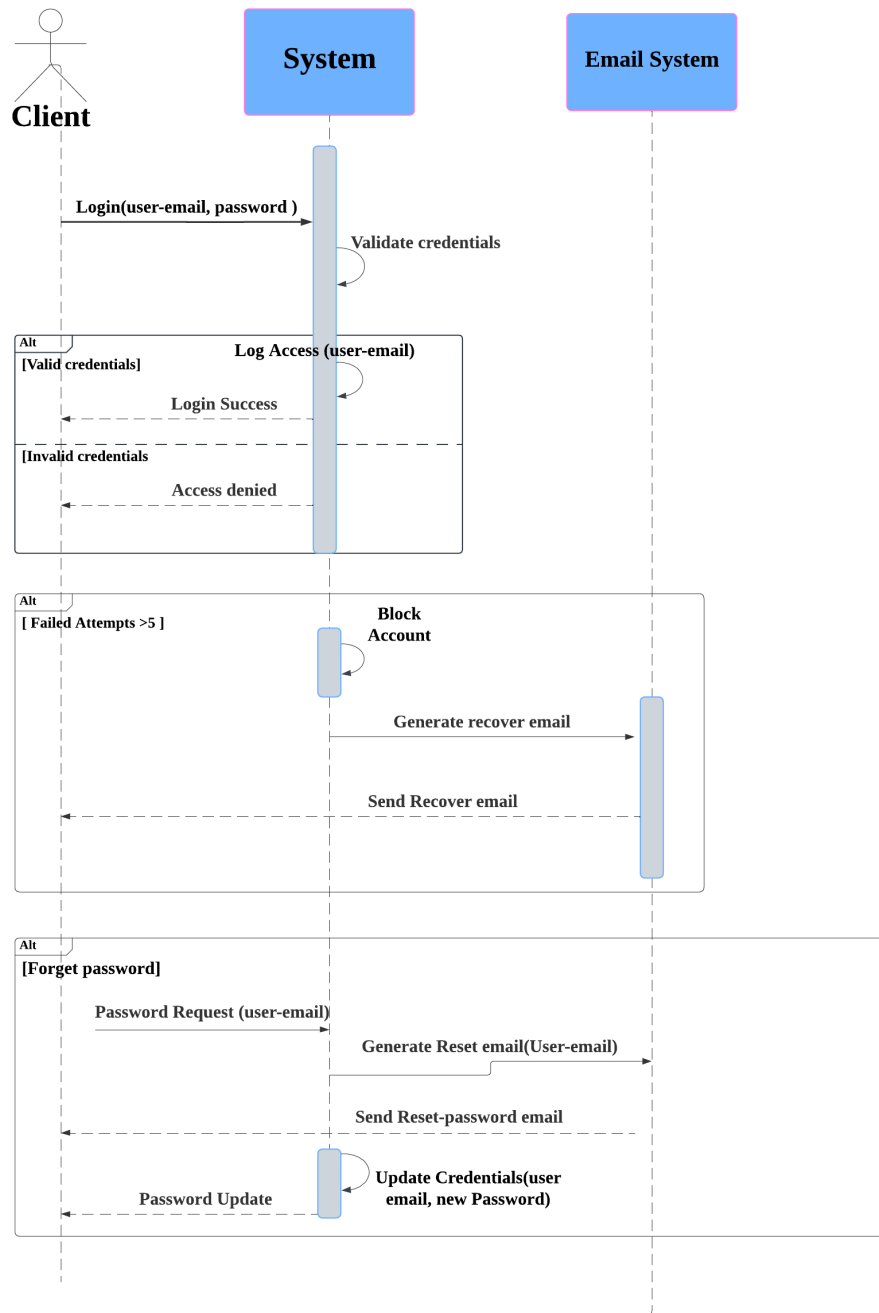 System
Email System
Client
Login(user-email, password )
Validate credentials
Alt
Log Access (user-email)
[Valid credentials]
Login Success
[Invalid credentials
Access denied
Alt
Block
Account
[ Failed Attempts >5 ]
Generate recover email
Send Recover email
Alt
[Forget password]
Password Request (user-email)
Generate Reset email(User-email)
Send Reset-password email
Update Credentials(user
email, new Password)
Password Update